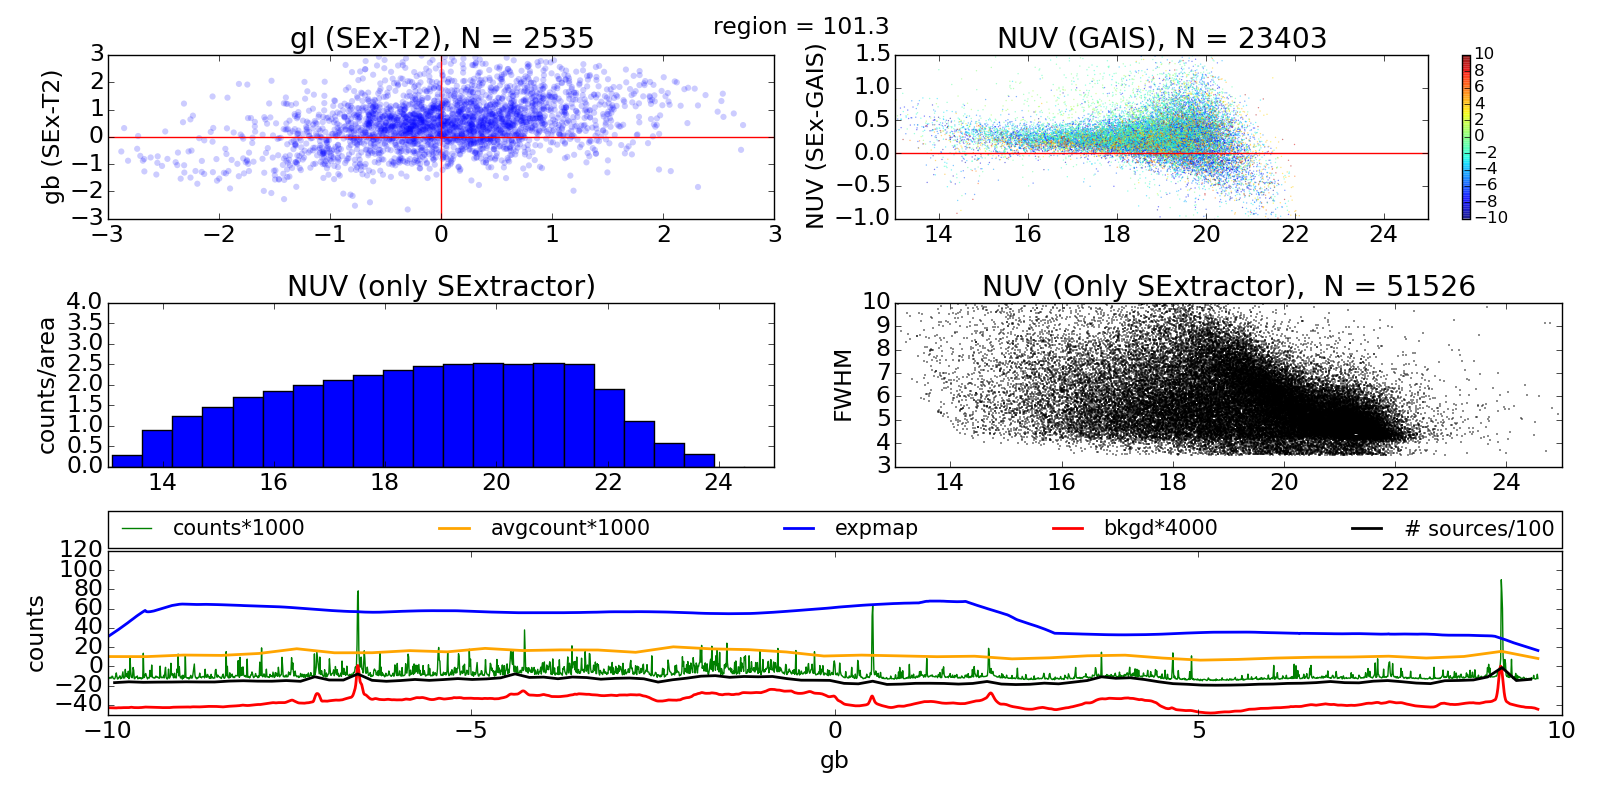 region = 101.3
gl (SEx-T2), N = 2535
gb (SEx-T2)
3
2
1
0
−1
−2
−3
−3 −2 −1 0 1 2 3
NUV (GAIS), N = 23403
NUV (SEx-GAIS)
1.5
1.0
0.5
0.0
−0.5
−1.0
14 16 18 20 22 24
10
8
6
4
2
0
−2
−4
−6
−8
−10
NUV (only SExtractor)
counts/area
4.0
3.5
3.0
2.5
2.0
1.5
1.0
0.5
0.0
14 16 18 20 22 24
NUV (Only SExtractor), N = 51526
FWHM
10
9
8
7
6
5
4
3
14 16 18 20 22 24
counts*1000 avgcount*1000 expmap bkgd*4000 # sources/100
counts
120
100
80
60
40
20
0
−20
−40
−10 −5 0 5 10
gb